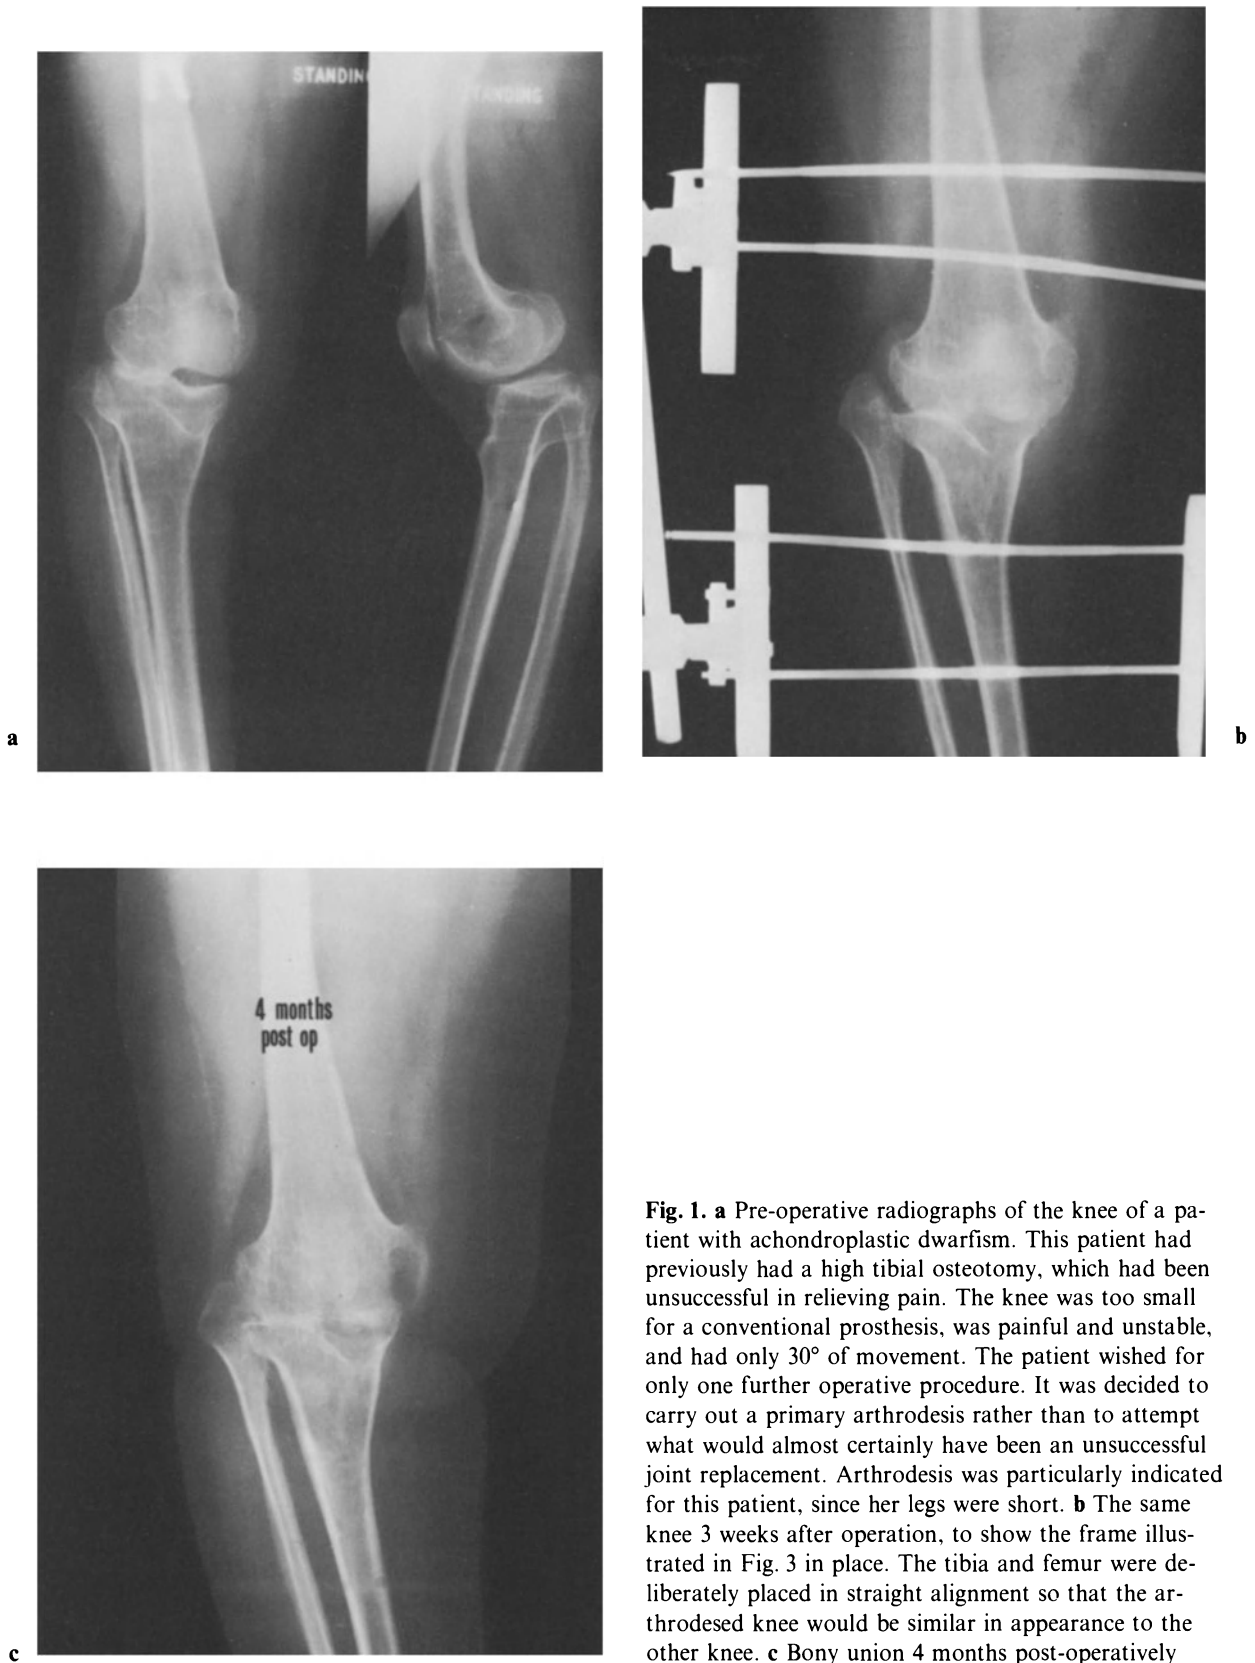 STANDIN
STANDING
a
b
4 months
post op
c
Fig. 1. a Pre-operative radiographs of the knee of a pa-
tient with achondroplastic dwarfism. This patient had
previously had a high tibial osteotomy, which had been
unsuccessful in relieving pain. The knee was too small
for a conventional prosthesis, was painful and unstable,
and had only 30° of movement. The patient wished for
only one further operative procedure. It was decided to
carry out a primary arthrodesis rather than to attempt
what would almost certainly have been an unsuccessful
joint replacement. Arthrodesis was particularly indicated
for this patient, since her legs were short. b The same
knee 3 weeks after operation, to show the frame illus-
trated in Fig. 3 in place. The tibia and femur were de-
liberately placed in straight alignment so that the ar-
throdesed knee would be similar in appearance to the
other knee. c Bony union 4 months post-operatively